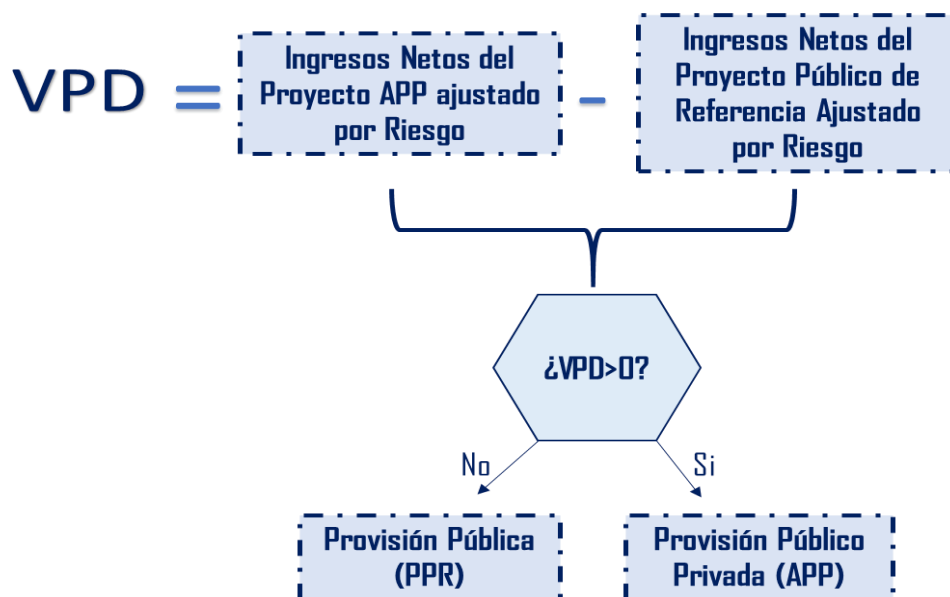 VPD =
Ingresos Netos del
Proyecto APP ajustado
por Riesgo
-
Ingresos Netos del
Proyecto Público de
Referencia Ajustado
por Riesgo
¿VPD>0?
No
Si
Provisión Pública
(PPR)
Provisión Público
Privada (APP)